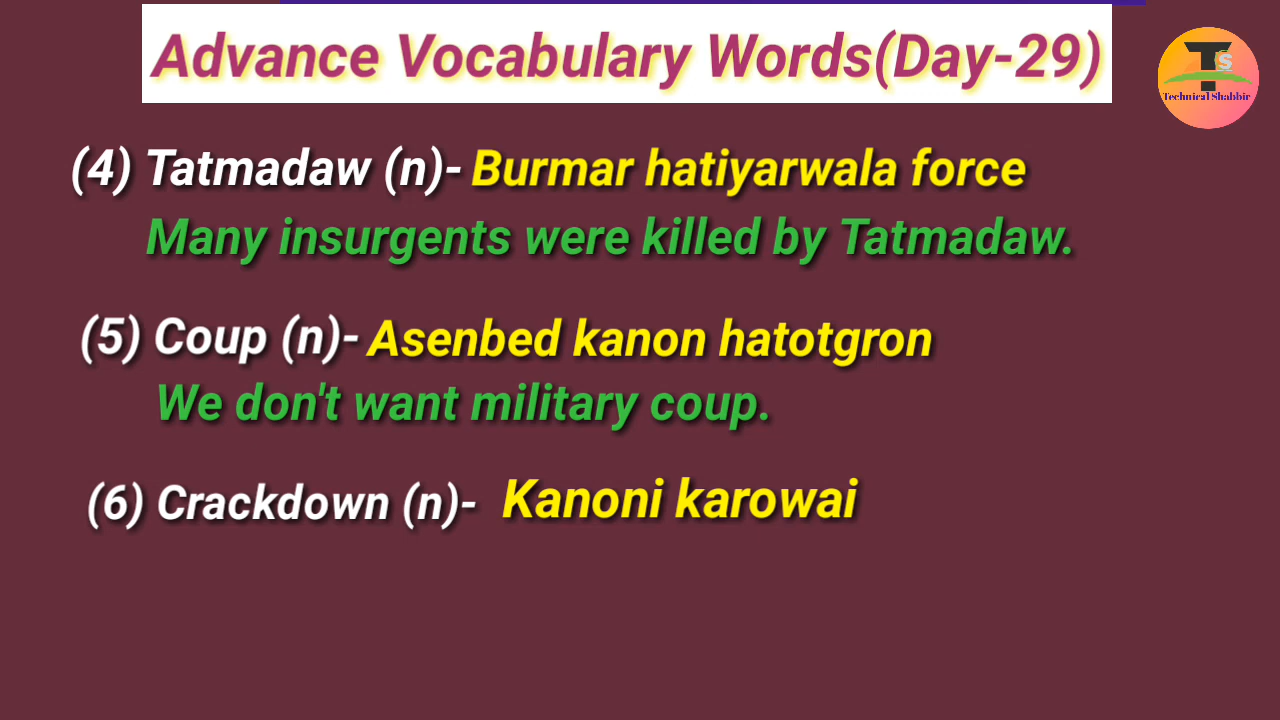 Advance Vocabulary Words(Day-29)
TS
Technical Shabbir
(4) Tatmadaw (n)- Burmar hatiyarwala force
Many insurgents were killed by Tatmadaw.
(5) Coup (n)- Asenbed kanon hatotgron
We don't want military coup.
(6) Crackdown (n)- Kanoni karowai